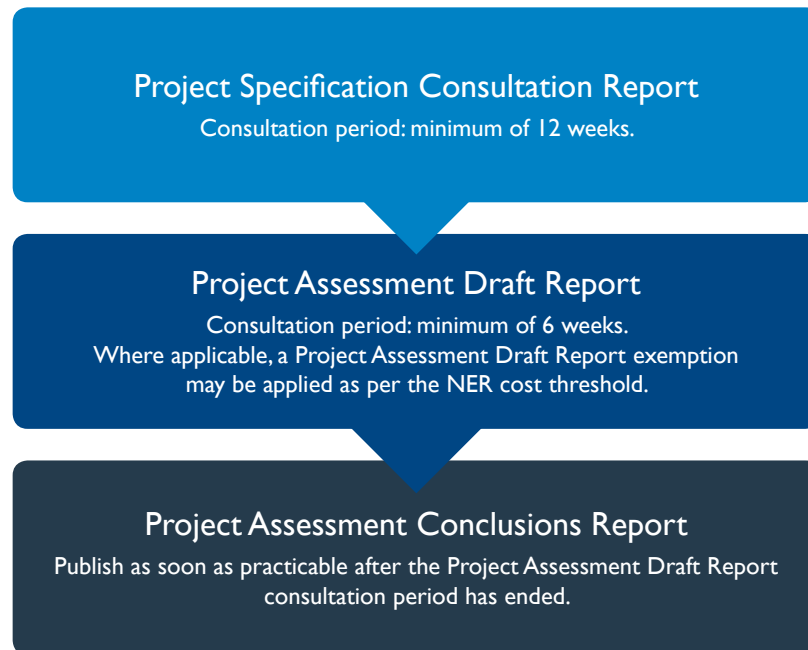 Project Specification Consultation Report
Consultation period: minimum of 12 weeks.
Project Assessment Draft Report
Consultation period: minimum of 6 weeks.
Where applicable, a Project Assessment Draft Report exemption
may be applied as per the NER cost threshold.
Project Assessment Conclusions Report
Publish as soon as practicable after the Project Assessment Draft Report
consultation period has ended.